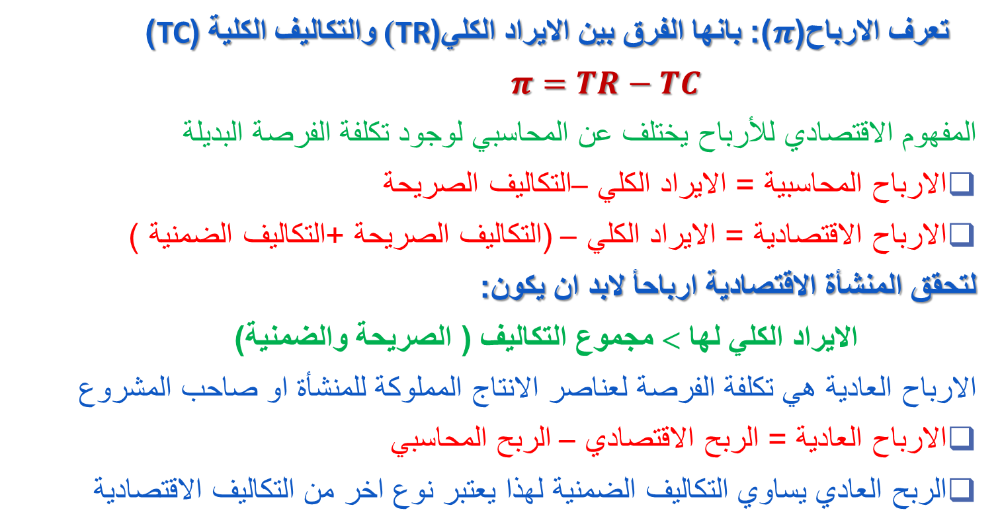 تعرف الارباح(π): بانها الفرق بين الايراد الكلي(TR) والتكاليف الكلية (TC)
π = TR − TC
المفهوم الاقتصادي للأرباح يختلف عن المحاسبي لوجود تكلفة الفرصة البديلة
❑الارباح المحاسبية = الايراد الكلي –التكاليف الصريحة
❑الارباح الاقتصادية = الايراد الكلي – (التكاليف الصريحة +التكاليف الضمنية )
لتحقق المنشأة الاقتصادية ارباحأ لابد ان يكون:
الايراد الكلي لها > مجموع التكاليف ( الصريحة والضمنية)
الارباح العادية هي تكلفة الفرصة لعناصر الانتاج المملوكة للمنشأة او صاحب المشروع
❑الارباح العادية = الربح الاقتصادي – الربح المحاسبي
❑الربح العادي يساوي التكاليف الضمنية لهذا يعتبر نوع اخر من التكاليف الاقتصادية